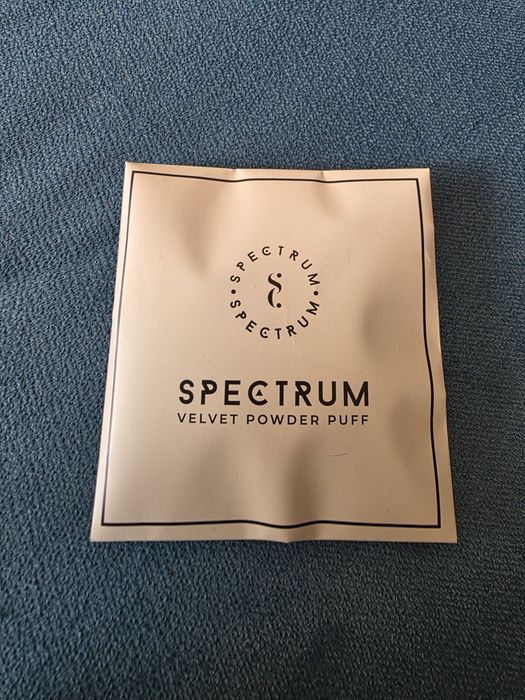 SPECTRUM • SPECTRUM •
S
SPECTRUM
VELVET POWDER PUFF